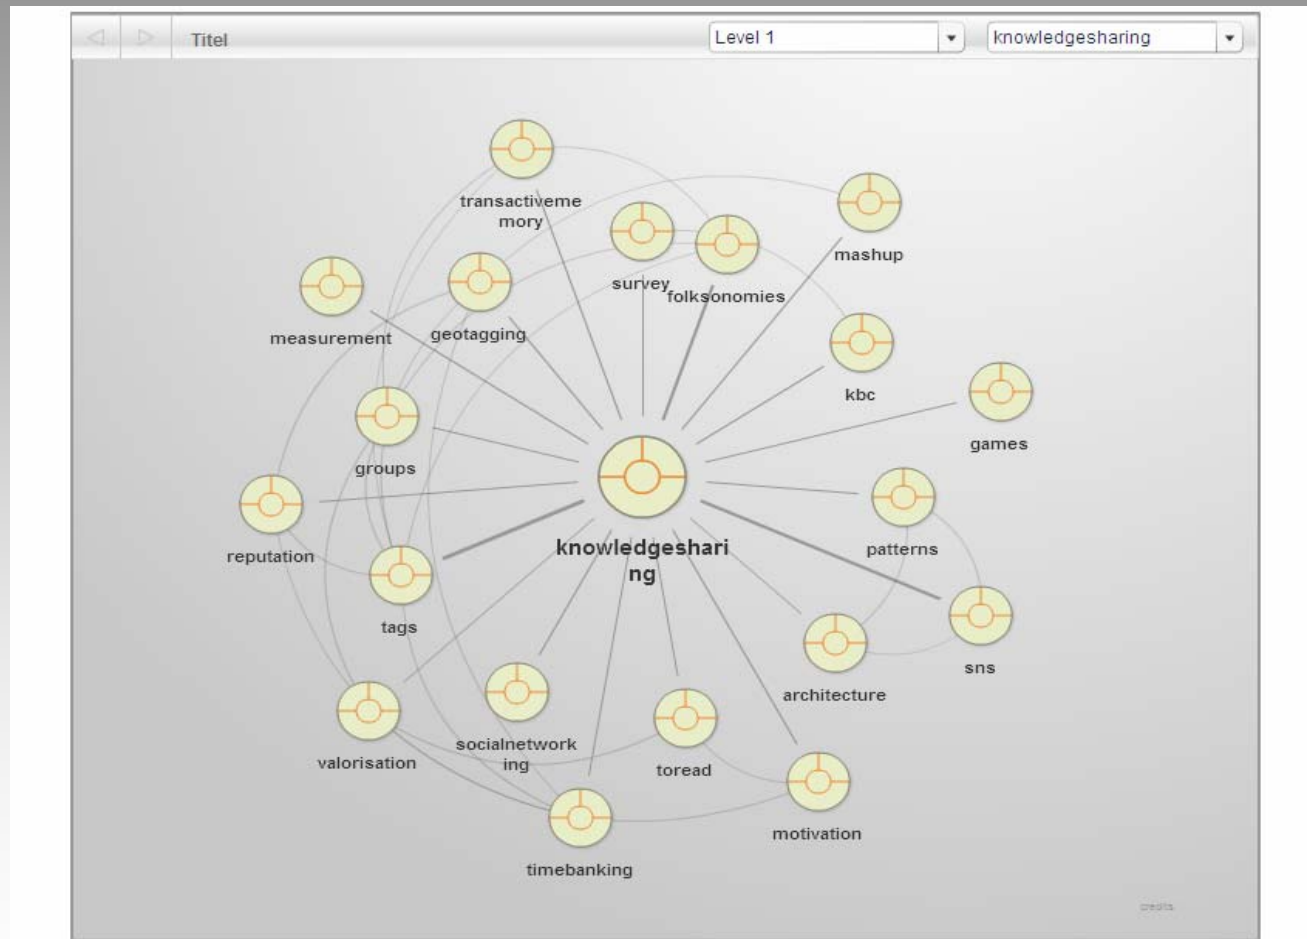 Titel
Level 1
knowledgesharing
transactiveme
mory
survey
folksonomies
mashup
measurement
geotagging
kbc
games
groups
reputation
knowledgeshari
ng
patterns
tags
sns
architecture
valorisation
socialnetwork
ing
toread
motivation
timebanking
credits